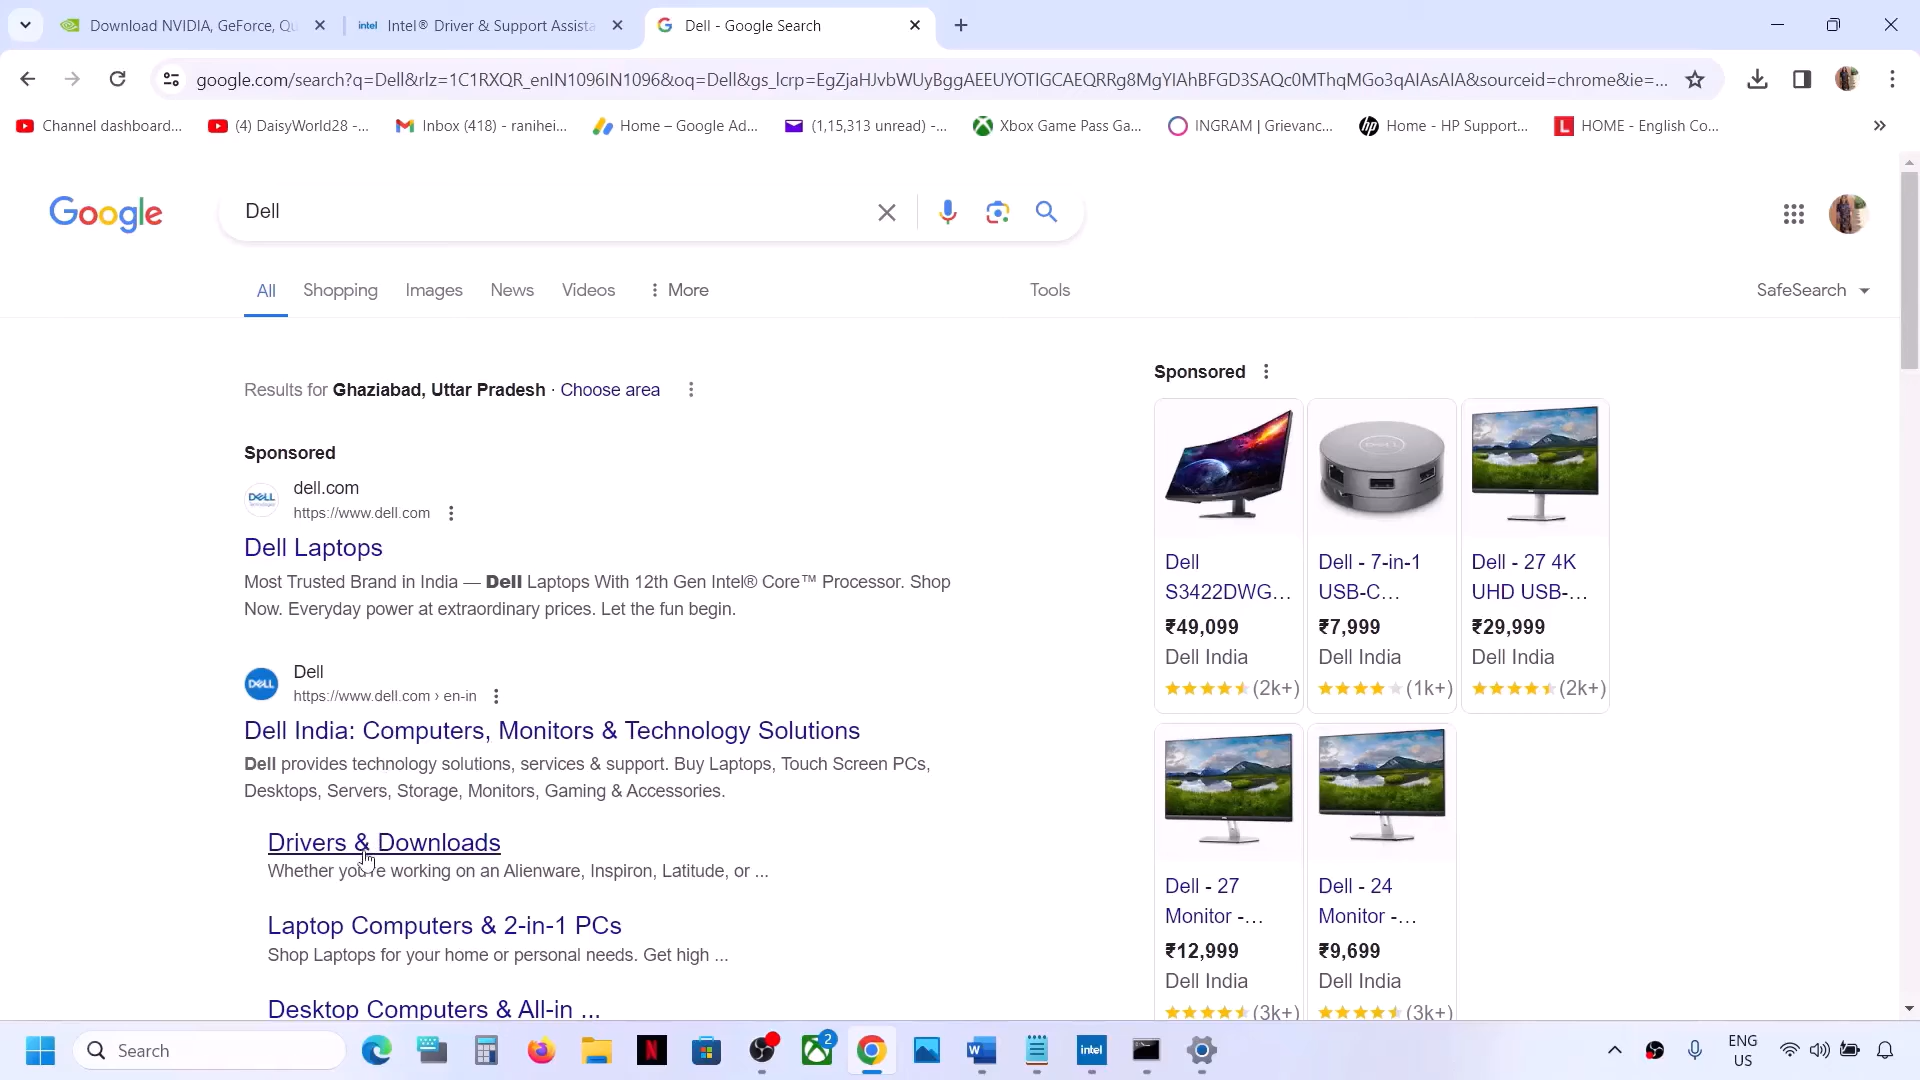 Download NVIDIA, GeForce, Qu
Intel® Driver & Support Assista
Dell - Google Search
google.com/search?q=Dell&rlz=1C1RXQR_enIN1096IN1096&oq=Dell&gs_lcrp=EgZjaHJvbWUyBggAEEUYOTIGCAEQRRg8MgYIAhBFGD3SAQc0MThqMGo3qAIAsAIA&sourceid=chrome&ie=...
Channel dashboard...
(4) DaisyWorld28 -...
Inbox (418) - ranihei...
Home – Google Ad...
(1,15,313 unread) -...
Xbox Game Pass Ga...
INGRAM | Grievanc...
Home - HP Support...
HOME - English Co...
Google
Dell
All
Shopping
Images
News
Videos
More
Tools
SafeSearch
Results for Ghaziabad, Uttar Pradesh · Choose area
Sponsored
dell.com
https://www.dell.com
Dell Laptops
Most Trusted Brand in India — Dell Laptops With 12th Gen Intel® Core™ Processor. Shop
Now. Everyday power at extraordinary prices. Let the fun begin.
Dell
https://www.dell.com › en-in
Dell India: Computers, Monitors & Technology Solutions
Dell provides technology solutions, services & support. Buy Laptops, Touch Screen PCs,
Desktops, Servers, Storage, Monitors, Gaming & Accessories.
Drivers & Downloads
Whether you're working on an Alienware, Inspiron, Latitude, or ...
Laptop Computers & 2-in-1 PCs
Shop Laptops for your home or personal needs. Get high ...
Desktop Computers & All-in ...
Sponsored
Dell
S3422DWG...
₹49,099
Dell India
(2k+)
Dell - 7-in-1
USB-C...
₹7,999
Dell India
(1k+)
Dell - 27 4K
UHD USB-...
₹29,999
Dell India
(2k+)
Dell - 27
Monitor -...
₹12,999
Dell India
(3k+)
Dell - 24
Monitor -...
₹9,699
Dell India
(3k+)
Search
2
intel
ENG
US